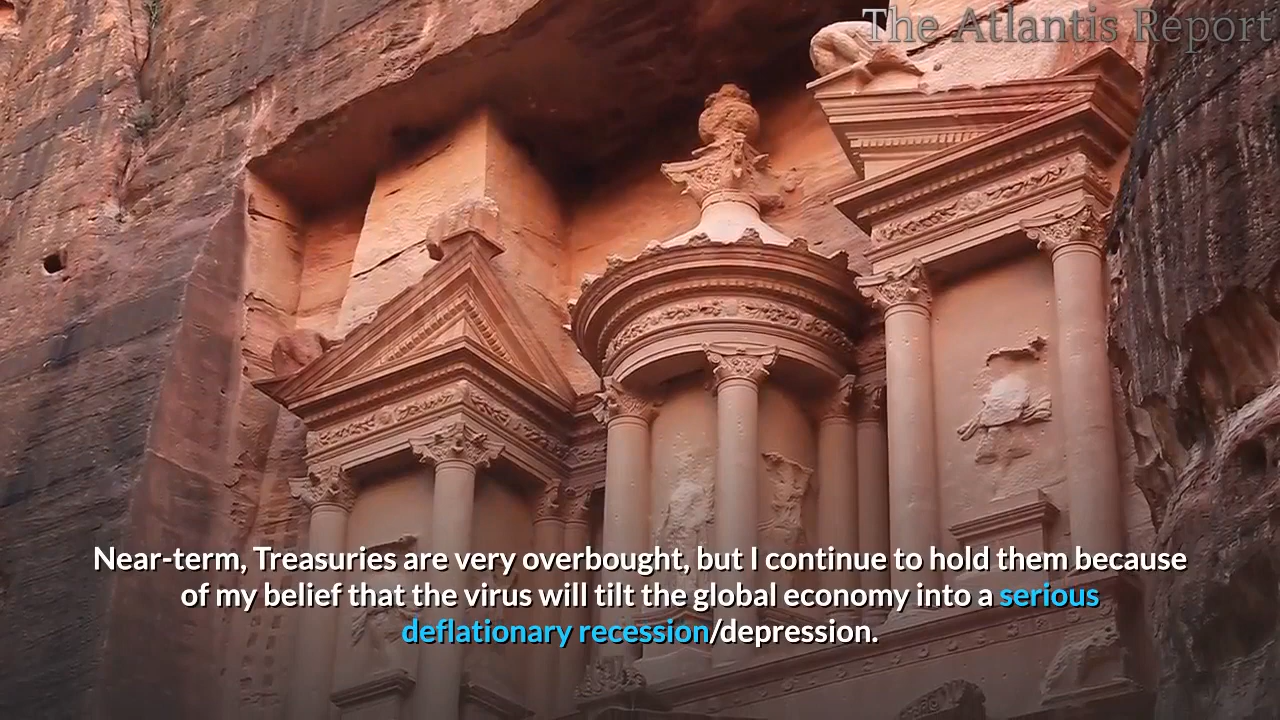 The Atlantis Report
Near-term, Treasuries are very overbought, but I continue to hold them because
of my belief that the virus will tilt the global economy into a serious
deflationary recession/depression.